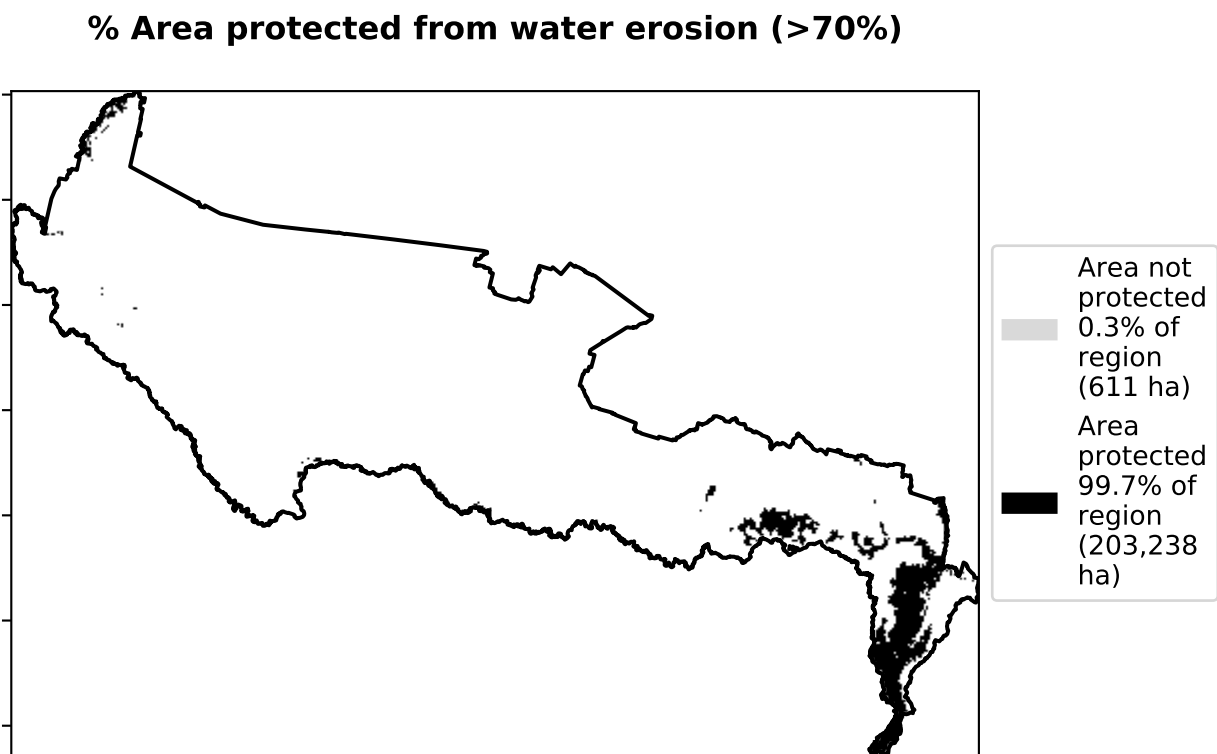 % Area protected from water erosion (>70%)
Area not
protected
0.3% of
region
(611 ha)
Area
protected
99.7% of
region
(203,238
ha)